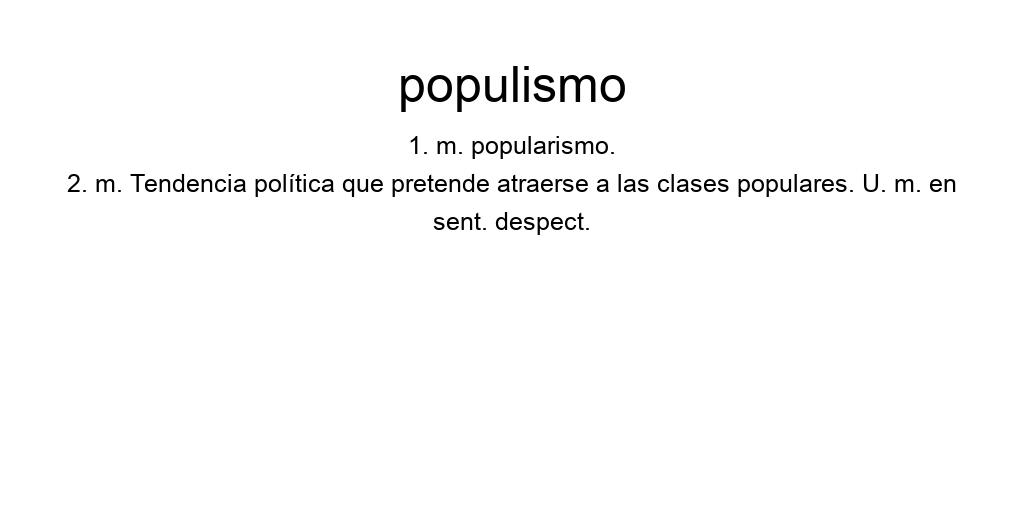 populismo
1. m. popularismo.
2. m. Tendencia política que pretende atraerse a las clases populares. U. m. en
sent. despect.